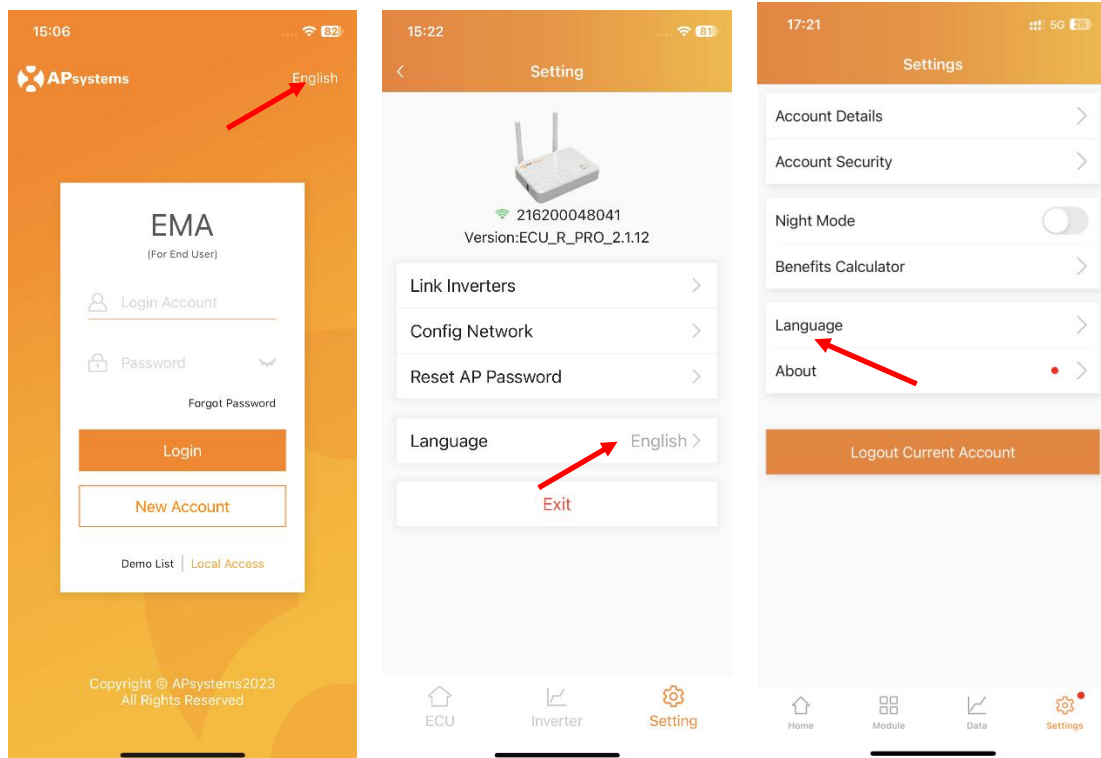 15:06
82
APsystems
English
EMA
(For End User)
Login Account
Password
Forgot Password
Login
New Account
Demo List
Local Access
Copyright © APsystems2023
All Rights Reserved
15:22
81
Setting
216200048041
Version:ECU_R_PRO_2.1.12
Link Inverters
Config Network
Reset AP Password
Language
English
Exit
ECU
Inverter
Setting
17:21
5G
Settings
Account Details
Account Security
Night Mode
Benefits Calculator
Language
About
Logout Current Account
Home
Module
Data
Settings